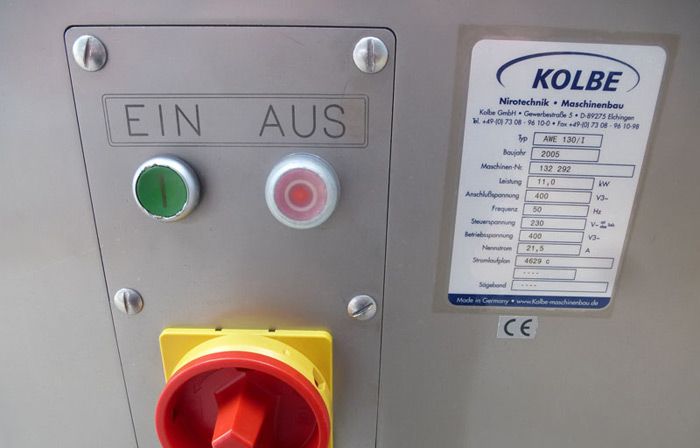 EIN AUS
I O
KOLBE
Nirotechnik • Maschinenbau
Kolbe GmbH • Gewerbestraße 5 • D-89275 Elchingen
Tel. +49-(0) 73 08 - 96 10-0 • Fax +49-(0) 73 08 - 96 10-98
Typ AWE 130/I
Baujahr 2005
Maschinen-Nr. 132 292
Leistung 11,0 kW
Anschlußspannung 400 V3~
Frequenz 50 Hz
Steuerspannung 230 V~
Betriebsspannung 400 V3~
Nennstrom 21,5 A
Stromlaufplan 4629 c
----
Sägeband ----
Made in Germany • www.Kolbe-maschinenbau.de
CE